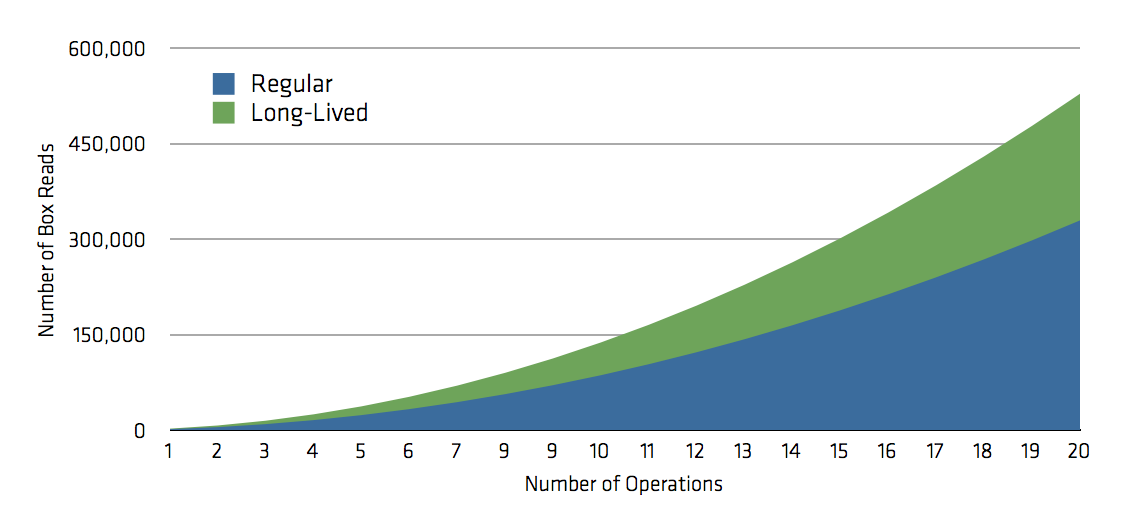 600,000
Regular
Long-Lived
450,000
Number of Box Reads
300,000
150,000
0
1 2 3 4 5 6 7 9 9 10 11 12 13 14 15 16 17 18 19 20
Number of Operations